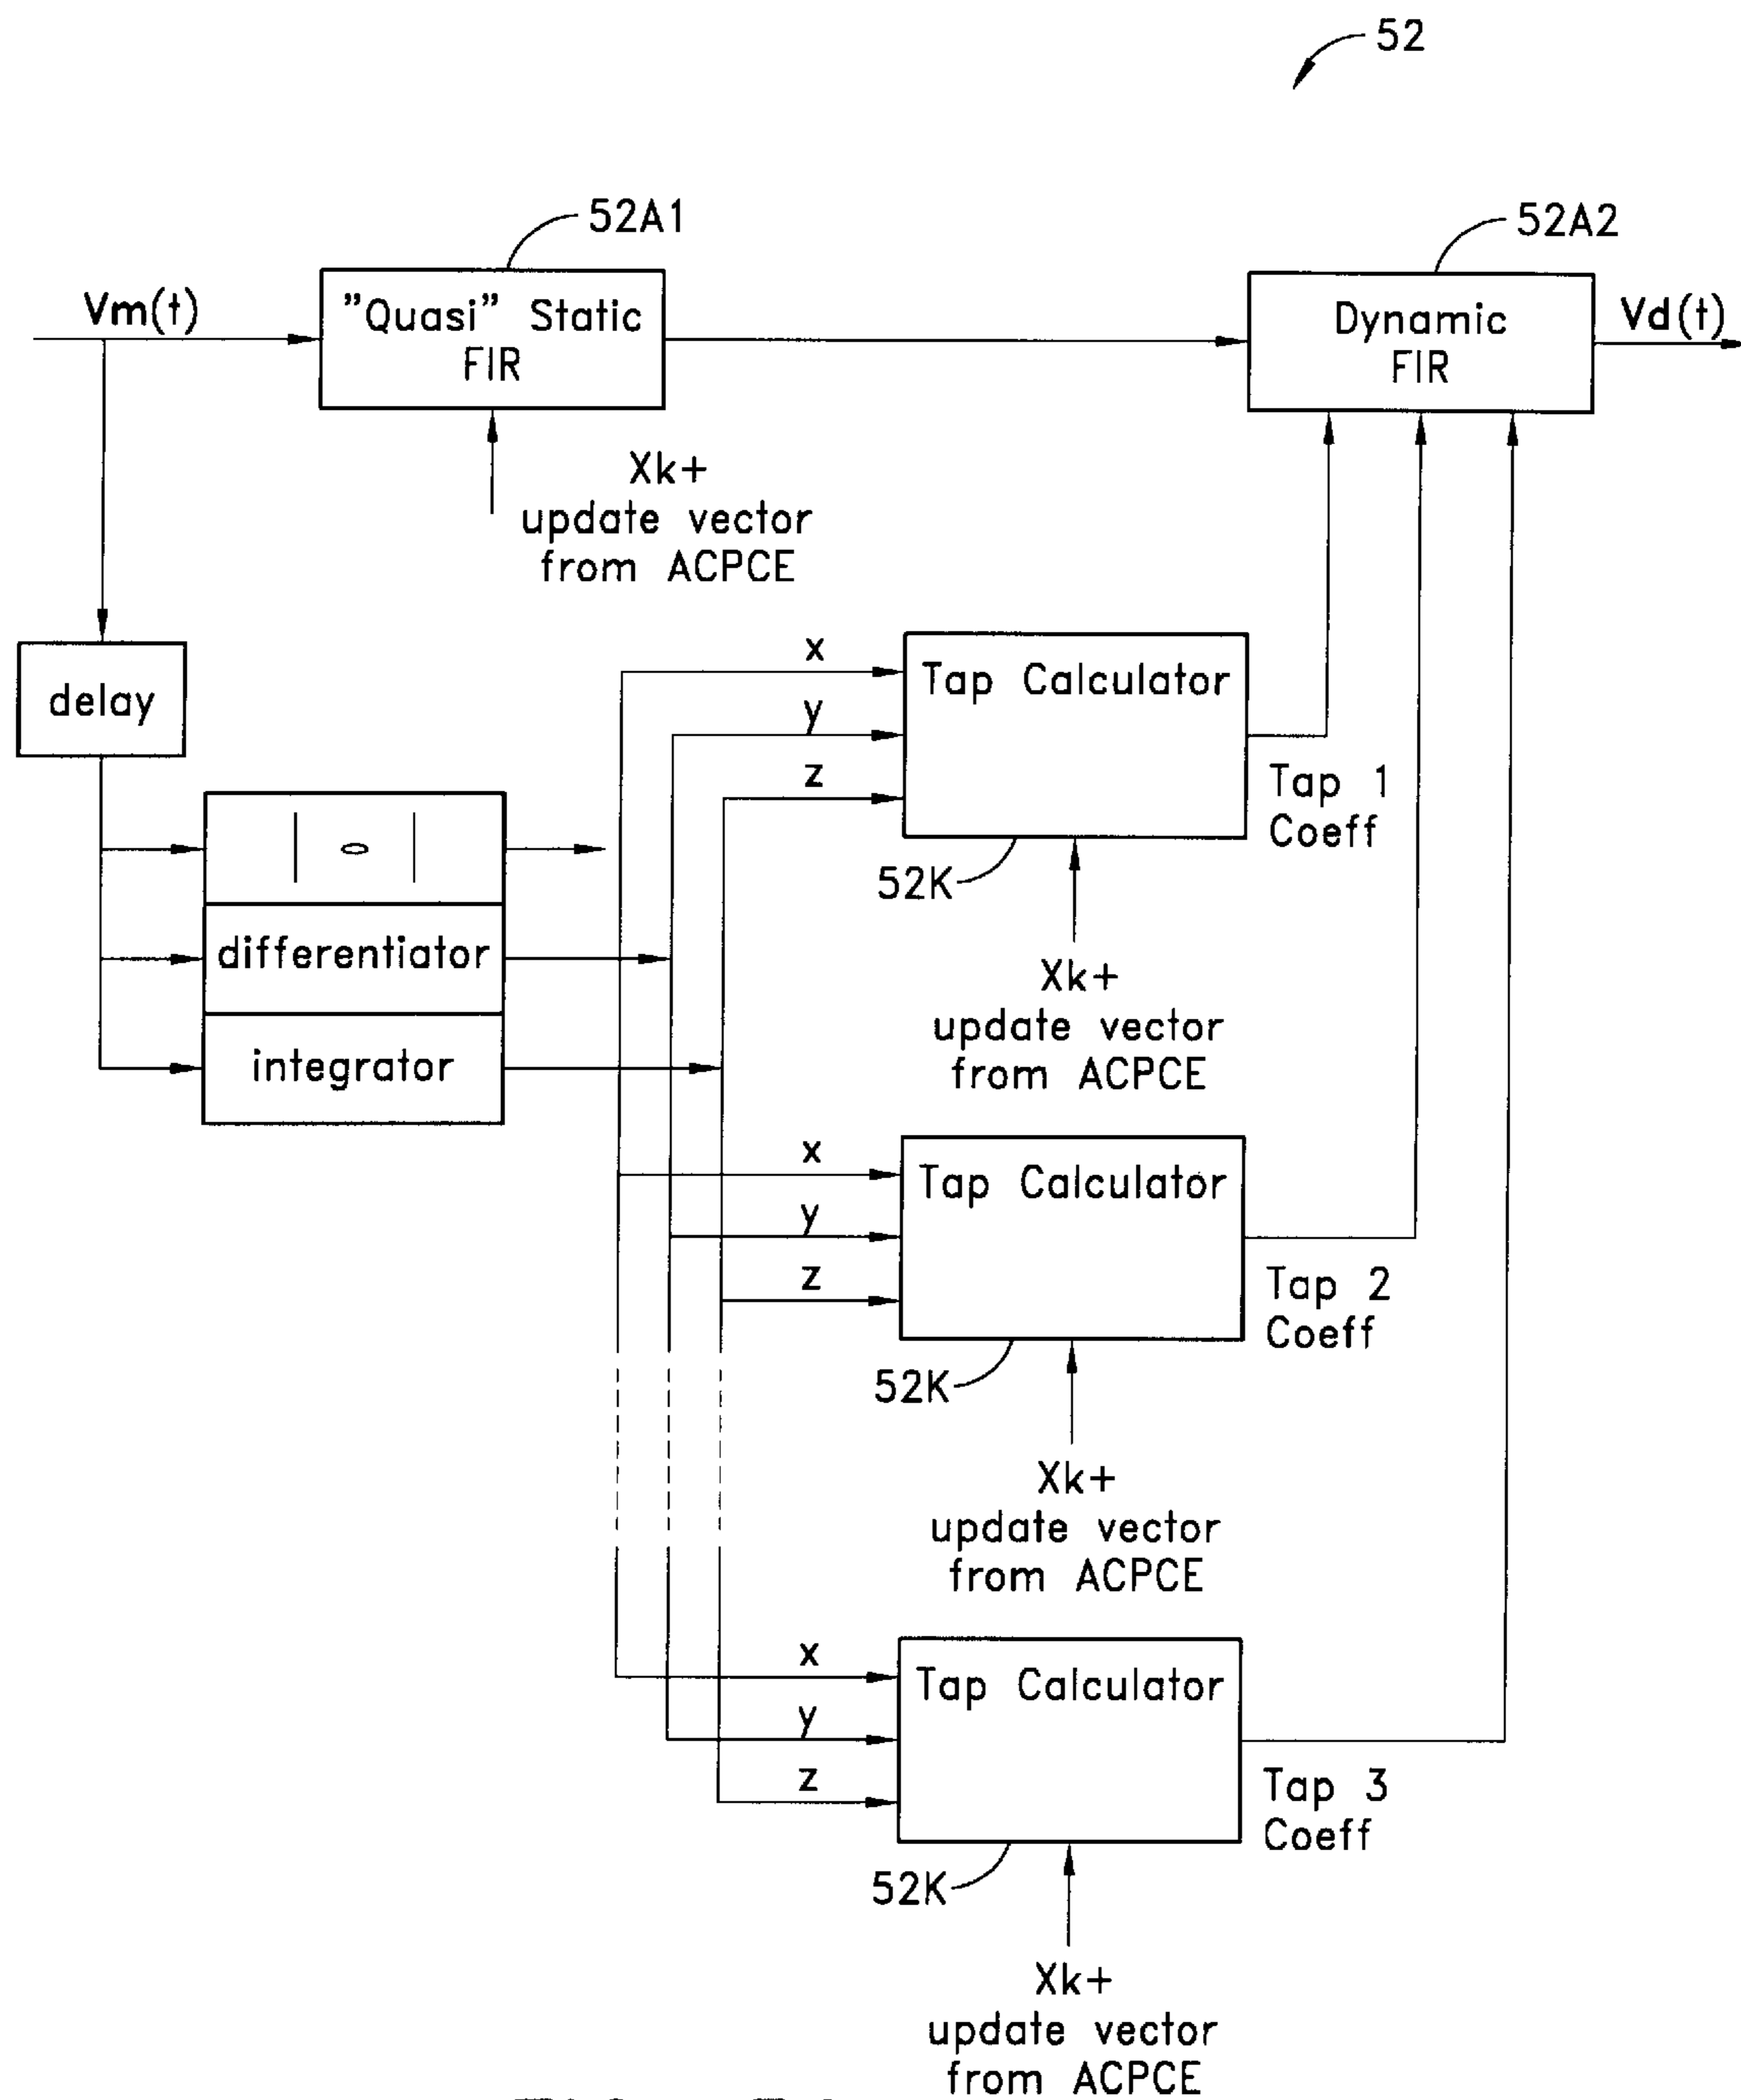 52
52A1
52A2
Vm(t)
"Quasi" Static
FIR
Dynamic
FIR
Vd(t)
Xk+
update vector
from ACPCE
delay
x
y
z
Tap Calculator
Tap 1
Coeff
52K
| o |
differentiator
integrator
Xk+
update vector
from ACPCE
x
y
z
Tap Calculator
Tap 2
Coeff
52K
Xk+
update vector
from ACPCE
x
y
z
Tap Calculator
Tap 3
Coeff
52K
Xk+
update vector
from ACPCE